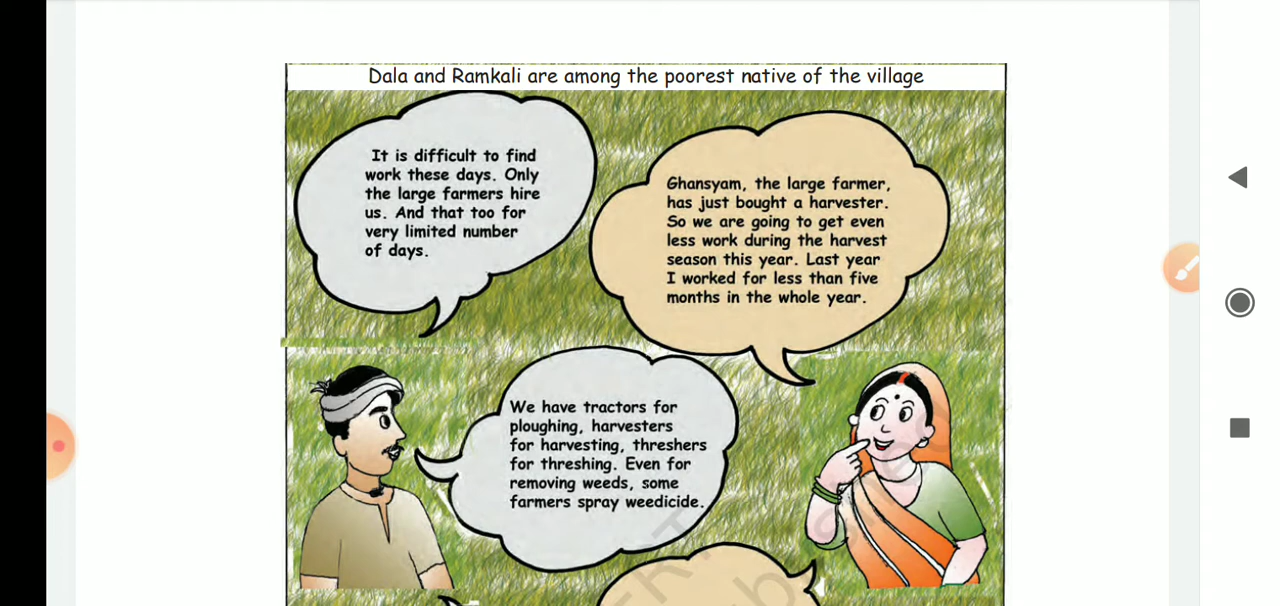 Dala and Ramkali are among the poorest native of the village
It is difficult to find
work these days. Only
the large farmers hire
us. And that too for
very limited number
of days.
Ghansyam, the large farmer,
has just bought a harvester.
So we are going to get even
less work during the harvest
season this year. Last year
I worked for less than five
months in the whole year.
We have tractors for
ploughing, harvesters
for harvesting, threshers
for threshing. Even for
removing weeds, some
farmers spray weedicide.